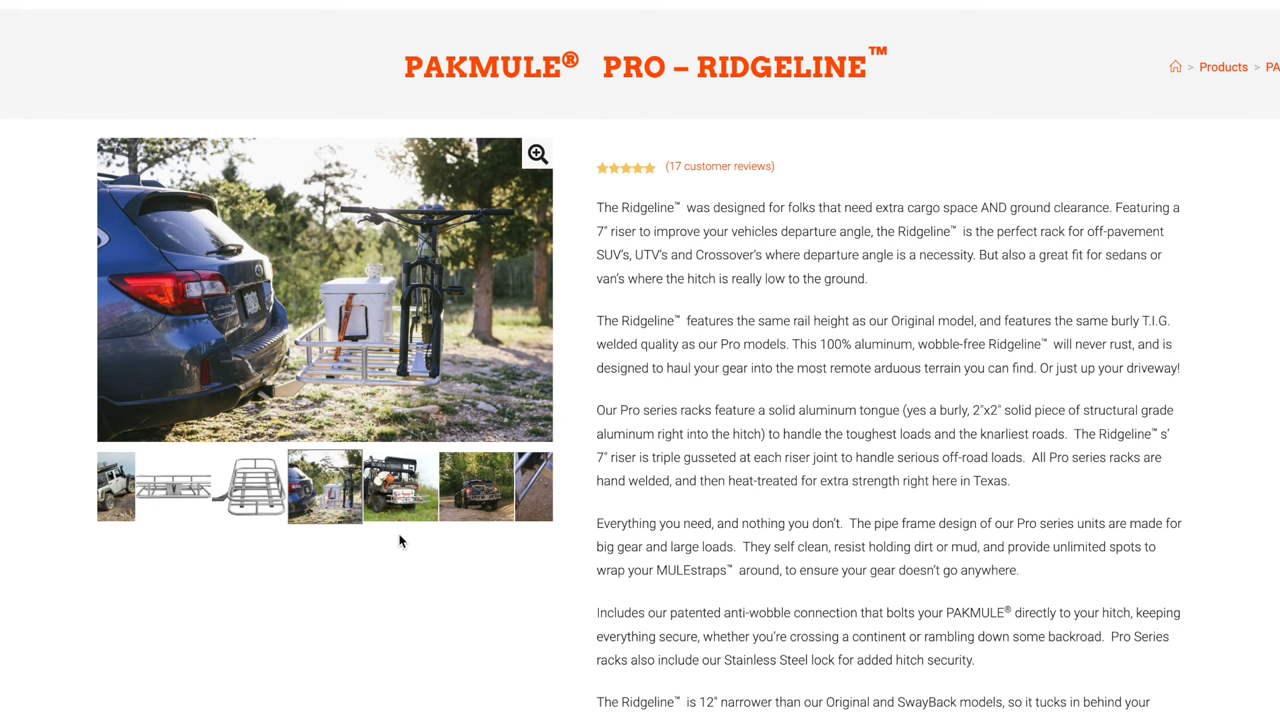 PAKMULE® PRO – RIDGELINE™
> Products > PA
(17 customer reviews)
The Ridgeline™ was designed for folks that need extra cargo space AND ground clearance. Featuring a
7" riser to improve your vehicles departure angle, the Ridgeline™ is the perfect rack for off-pavement
SUV's, UTV's and Crossover's where departure angle is a necessity. But also a great fit for sedans or
van's where the hitch is really low to the ground.
The Ridgeline™ features the same rail height as our Original model, and features the same burly T.I.G.
welded quality as our Pro models. This 100% aluminum, wobble-free Ridgeline™ will never rust, and is
designed to haul your gear into the most remote arduous terrain you can find. Or just up your driveway!
Our Pro series racks feature a solid aluminum tongue (yes a burly, 2"x2" solid piece of structural grade
aluminum right into the hitch) to handle the toughest loads and the knarliest roads. The Ridgeline™ s'
7" riser is triple gusseted at each riser joint to handle serious off-road loads. All Pro series racks are
hand welded, and then heat-treated for extra strength right here in Texas.
Everything you need, and nothing you don't. The pipe frame design of our Pro series units are made for
big gear and large loads. They self clean, resist holding dirt or mud, and provide unlimited spots to
wrap your MULEstraps™ around, to ensure your gear doesn't go anywhere.
Includes our patented anti-wobble connection that bolts your PAKMULE® directly to your hitch, keeping
everything secure, whether you're crossing a continent or rambling down some backroad. Pro Series
racks also include our Stainless Steel lock for added hitch security.
The Ridgeline™ is 12" narrower than our Original and SwayBack models, so it tucks in behind your